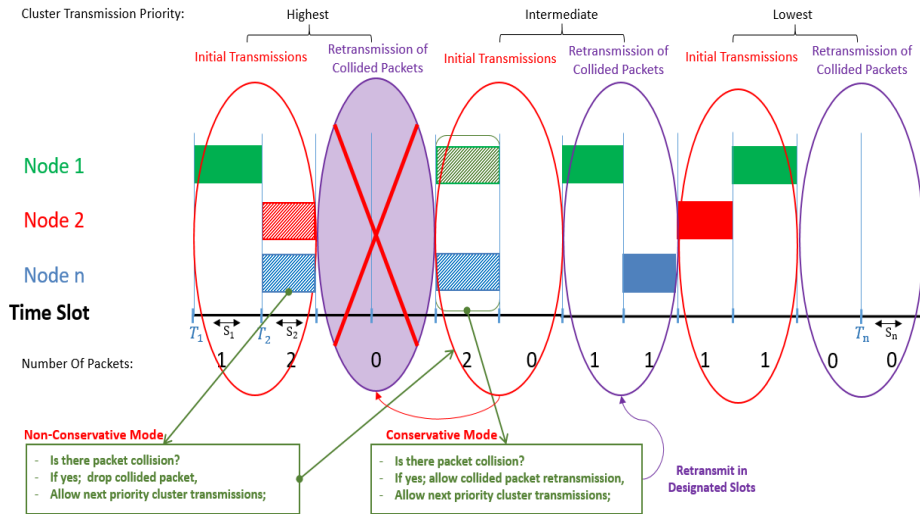 Cluster Transmission Priority:
Highest
Intermediate
Lowest
Initial Transmissions
Retransmission of
Collided Packets
Initial Transmissions
Retransmission of
Collided Packets
Initial Transmissions
Retransmission of
Collided Packets
Node 1
Node 2
Node n
Time Slot
T1 S1 T2 S2 Tn Sn
Number Of Packets: 1 2 0 2 0 1 1 1 1 0 0
Non-Conservative Mode
- Is there packet collision?
- If yes; drop collided packet,
- Allow next priority cluster transmissions;
Conservative Mode
- Is there packet collision?
- If yes; allow collided packet retransmission,
- Allow next priority cluster transmissions;
Retransmit in
Designated Slots